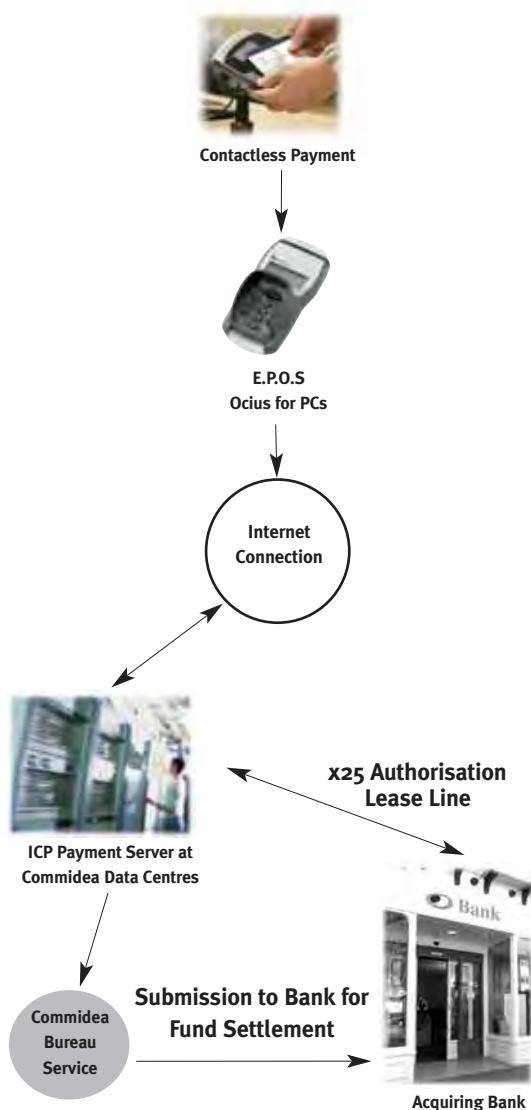 Contactless Payment
E.P.O.S
Ocius for PCs
Internet
Connection
x25 Authorisation
Lease Line
ICP Payment Server at
Commidea Data Centres
Bank
Commidea
Bureau
Service
Submission to Bank for
Fund Settlement
Acquiring Bank